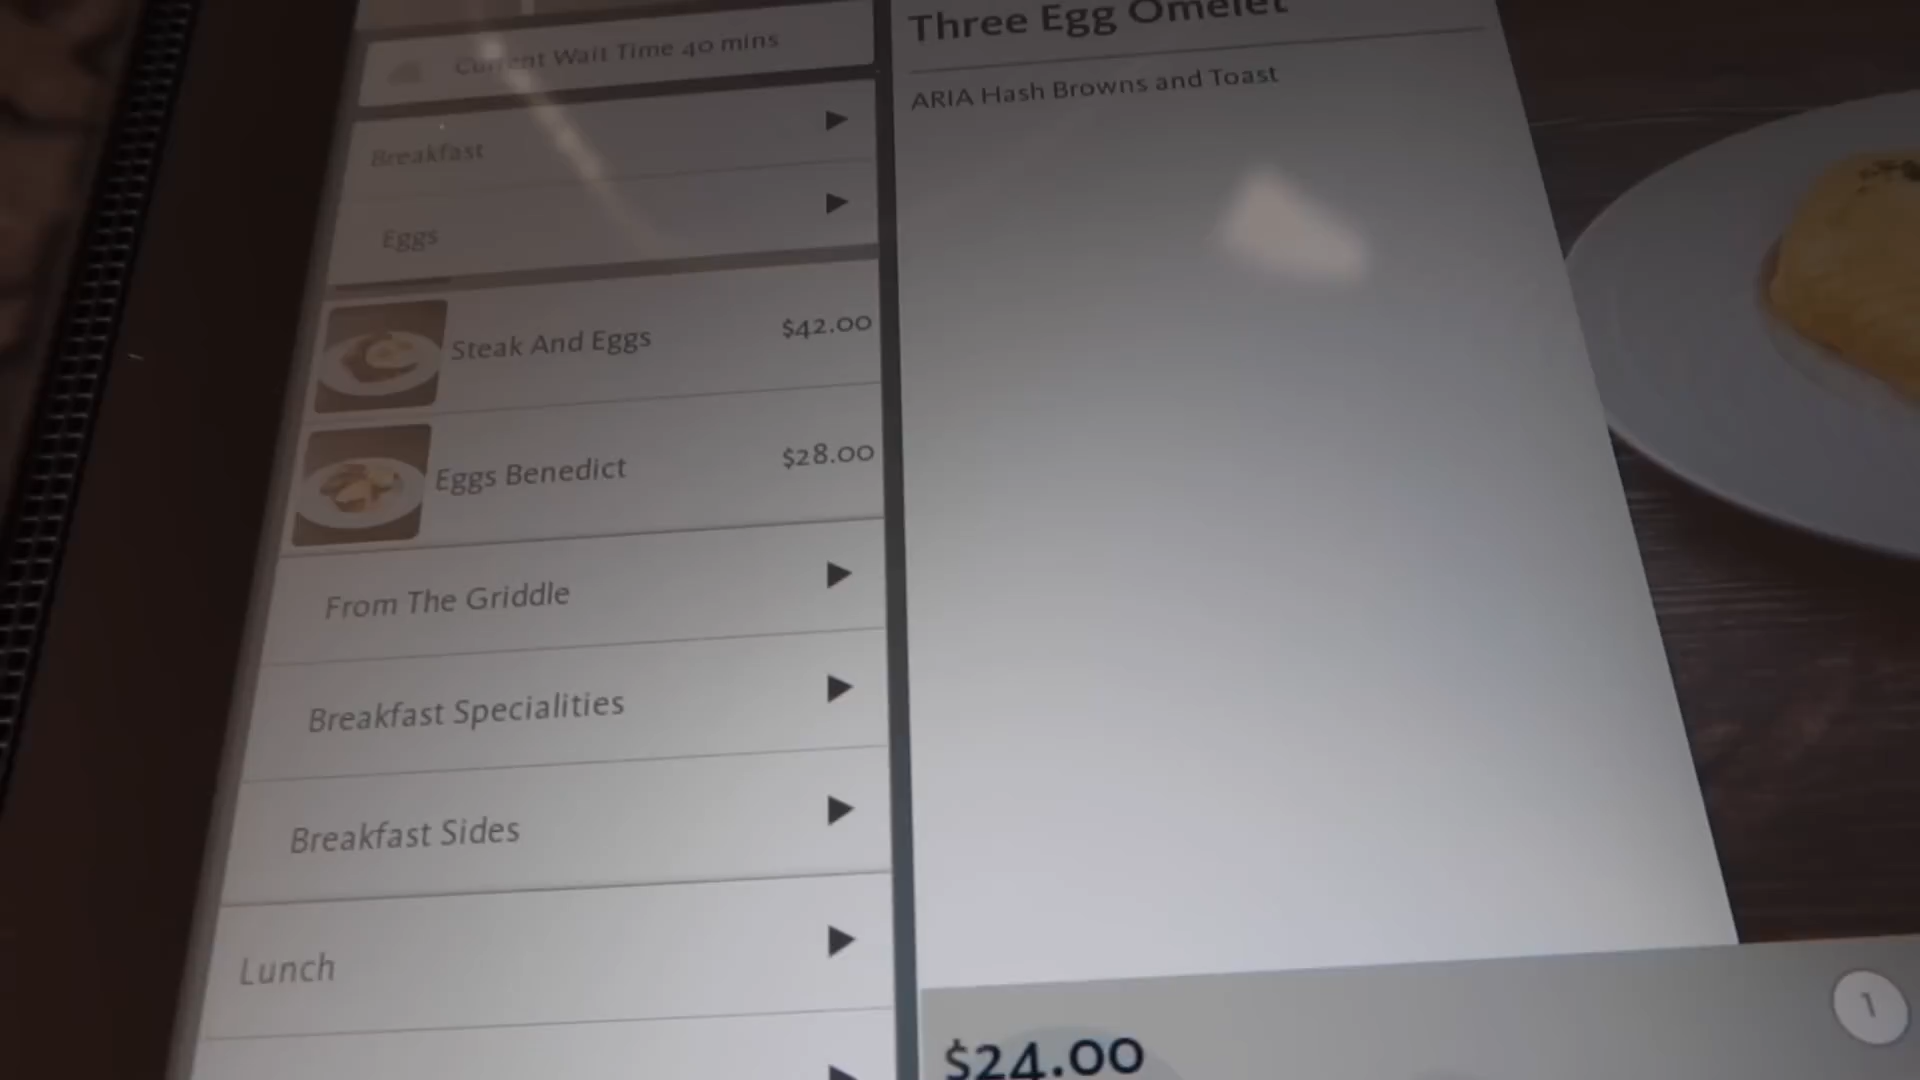 Current Wait Time 40 mins
Breakfast
Eggs
Steak And Eggs $42.00
Eggs Benedict $28.00
From The Griddle
Breakfast Specialities
Breakfast Sides
Lunch
Three Egg Omelet
ARIA Hash Browns and Toast
$24.00
1